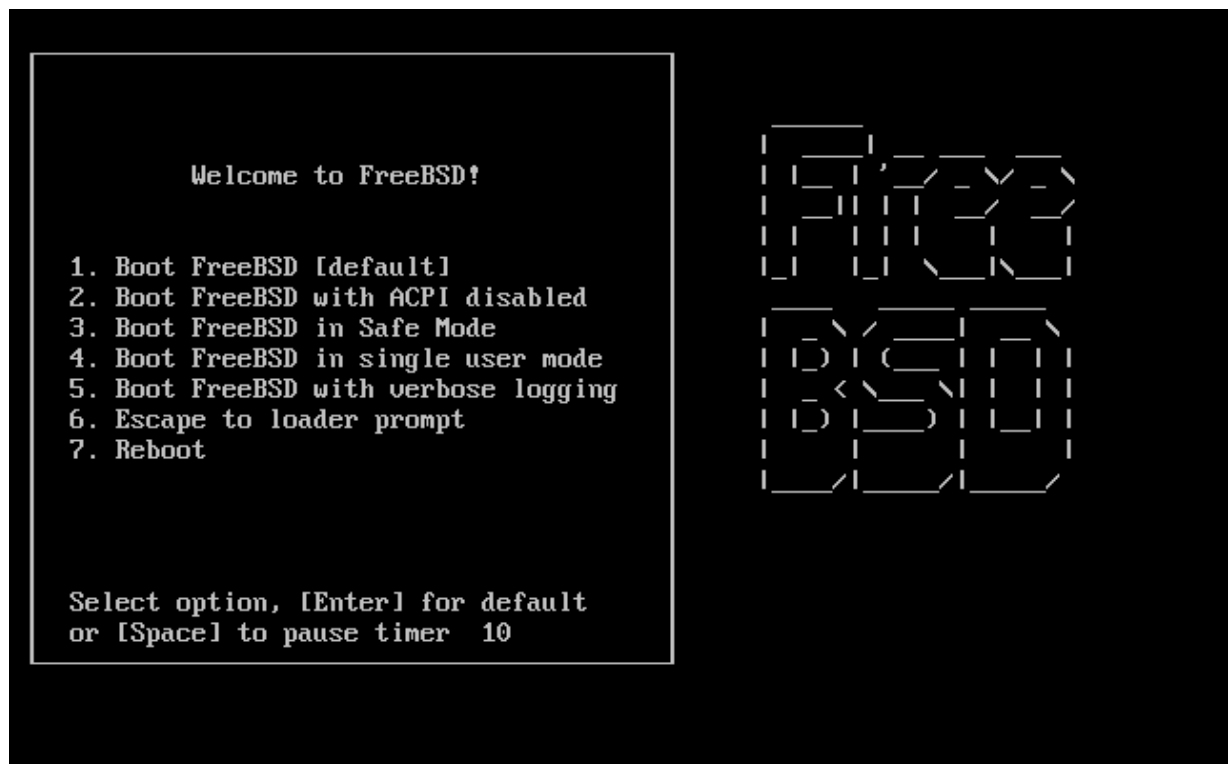 Welcome to FreeBSD!
1. Boot FreeBSD [default]
2. Boot FreeBSD with ACPI disabled
3. Boot FreeBSD in Safe Mode
4. Boot FreeBSD in single user mode
5. Boot FreeBSD with verbose logging
6. Escape to loader prompt
7. Reboot
Select option, [Enter] for default
or [Space] to pause timer  10
Free
BSD